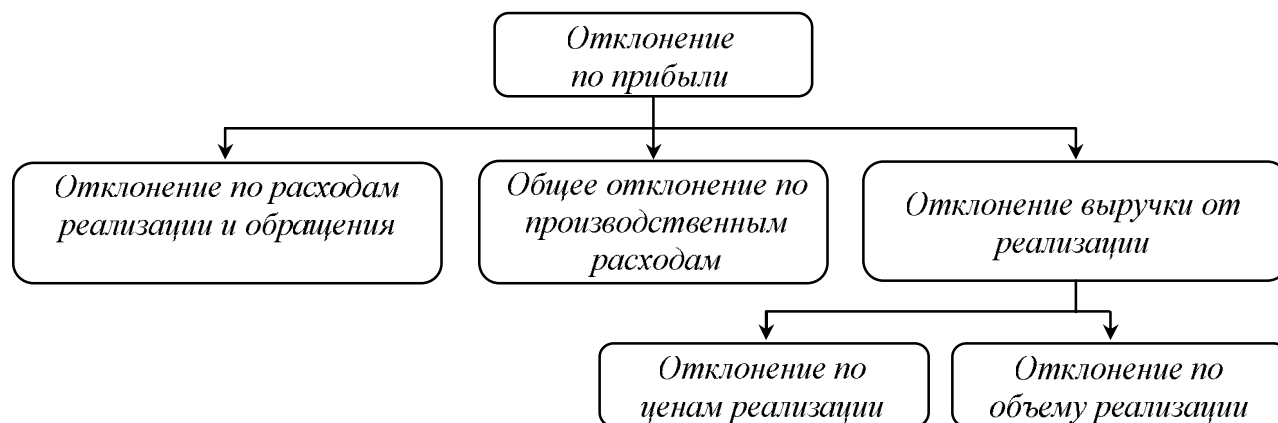 Отклонение
по прибыли
Отклонение по расходам
реализации и обращения
Общее отклонение по
производственным
расходам
Отклонение выручки от
реализации
Отклонение по
ценам реализации
Отклонение по
объему реализации